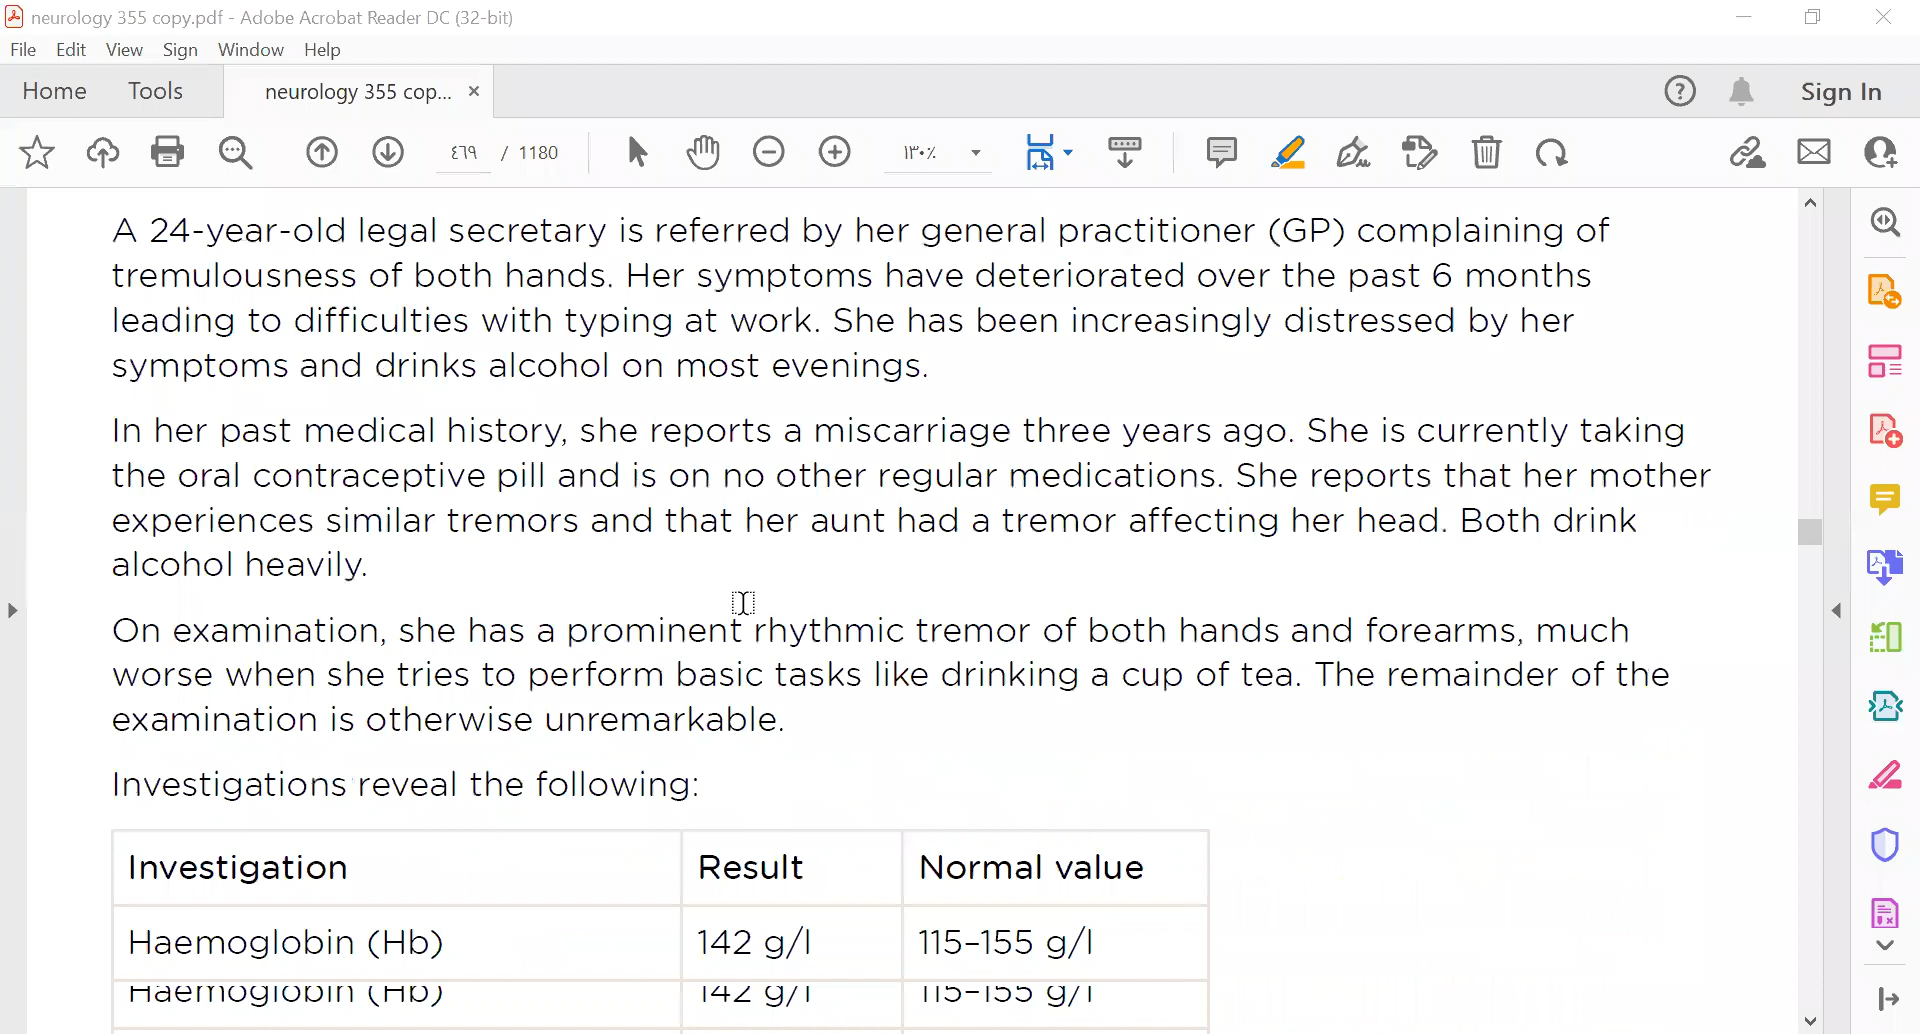 neurology 355 copy.pdf - Adobe Acrobat Reader DC (32-bit)
File Edit View Sign Window Help
Home Tools neurology 355 cop... Sign In
٤٦٩ / 1180 ١٣٠٪
A 24-year-old legal secretary is referred by her general practitioner (GP) complaining of
tremulousness of both hands. Her symptoms have deteriorated over the past 6 months
leading to difficulties with typing at work. She has been increasingly distressed by her
symptoms and drinks alcohol on most evenings.
In her past medical history, she reports a miscarriage three years ago. She is currently taking
the oral contraceptive pill and is on no other regular medications. She reports that her mother
experiences similar tremors and that her aunt had a tremor affecting her head. Both drink
alcohol heavily.
On examination, she has a prominent rhythmic tremor of both hands and forearms, much
worse when she tries to perform basic tasks like drinking a cup of tea. The remainder of the
examination is otherwise unremarkable.
Investigations reveal the following:
Investigation Result Normal value
Haemoglobin (Hb) 142 g/l 115-155 g/l
Haemoglobin (Hb) 142 g/l 115-155 g/l